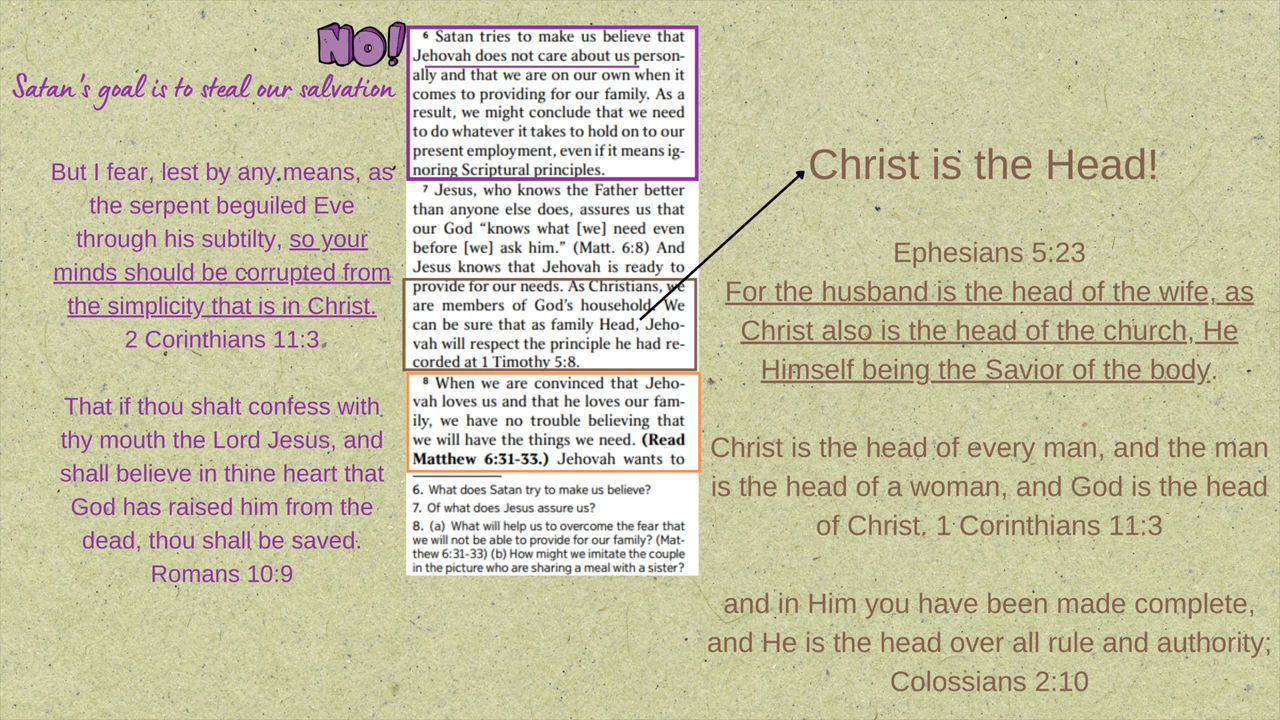 NO!
Satan's goal is to steal our salvation
But I fear, lest by any means, as
the serpent beguiled Eve
through his subtilty, so your
minds should be corrupted from
the simplicity that is in Christ.
2 Corinthians 11:3
That if thou shalt confess with
thy mouth the Lord Jesus, and
shall believe in thine heart that
God has raised him from the
dead, thou shall be saved.
Romans 10:9
6 Satan tries to make us believe that
Jehovah does not care about us person-
ally and that we are on our own when it
comes to providing for our family. As a
result, we might conclude that we need
to do whatever it takes to hold on to our
present employment, even if it means ig-
noring Scriptural principles.
7 Jesus, who knows the Father better
than anyone else does, assures us that
our God “knows what [we] need even
before [we] ask him.” (Matt. 6:8) And
Jesus knows that Jehovah is ready to
provide for our needs. As Christians, we
are members of God’s household. We
can be sure that as family Head, Jeho-
vah will respect the principle he had re-
corded at 1 Timothy 5:8.
8 When we are convinced that Jeho-
vah loves us and that he loves our fam-
ily, we have no trouble believing that
we will have the things we need. (Read
Matthew 6:31-33.) Jehovah wants to
6. What does Satan try to make us believe?
7. Of what does Jesus assure us?
8. (a) What will help us to overcome the fear that
we will not be able to provide for our family? (Mat-
thew 6:31-33) (b) How might we imitate the couple
in the picture who are sharing a meal with a sister?
Christ is the Head!
Ephesians 5:23
For the husband is the head of the wife, as
Christ also is the head of the church, He
Himself being the Savior of the body.
Christ is the head of every man, and the man
is the head of a woman, and God is the head
of Christ. 1 Corinthians 11:3
and in Him you have been made complete,
and He is the head over all rule and authority;
Colossians 2:10